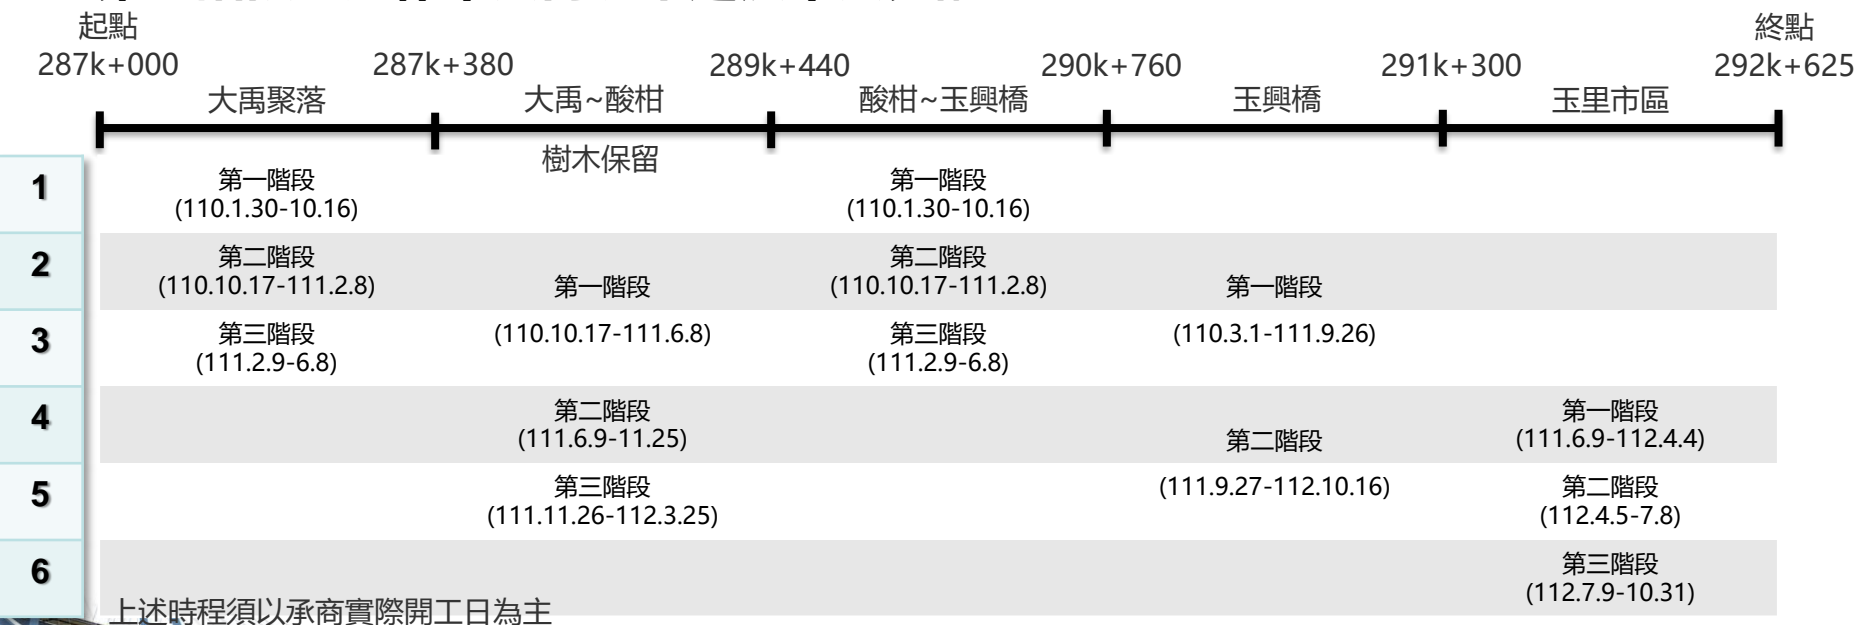 起點
終點
287k+000
287k+380
289k+440
290k+760
291k+300
292k+625
大禹聚落
大禹~酸柑
酸柑~玉興橋
玉興橋
玉里市區
樹木保留
1
第一階段
(110.1.30-10.16)
第一階段
(110.1.30-10.16)
2
第二階段
(110.10.17-111.2.8)
第一階段
第二階段
(110.10.17-111.2.8)
第一階段
3
第三階段
(111.2.9-6.8)
(110.10.17-111.6.8)
第三階段
(111.2.9-6.8)
(110.3.1-111.9.26)
4
第二階段
(111.6.9-11.25)
第二階段
第一階段
(111.6.9-112.4.4)
5
第三階段
(111.11.26-112.3.25)
(111.9.27-112.10.16)
第二階段
(112.4.5-7.8)
6
第三階段
(112.7.9-10.31)
上述時程須以承商實際開工日為主